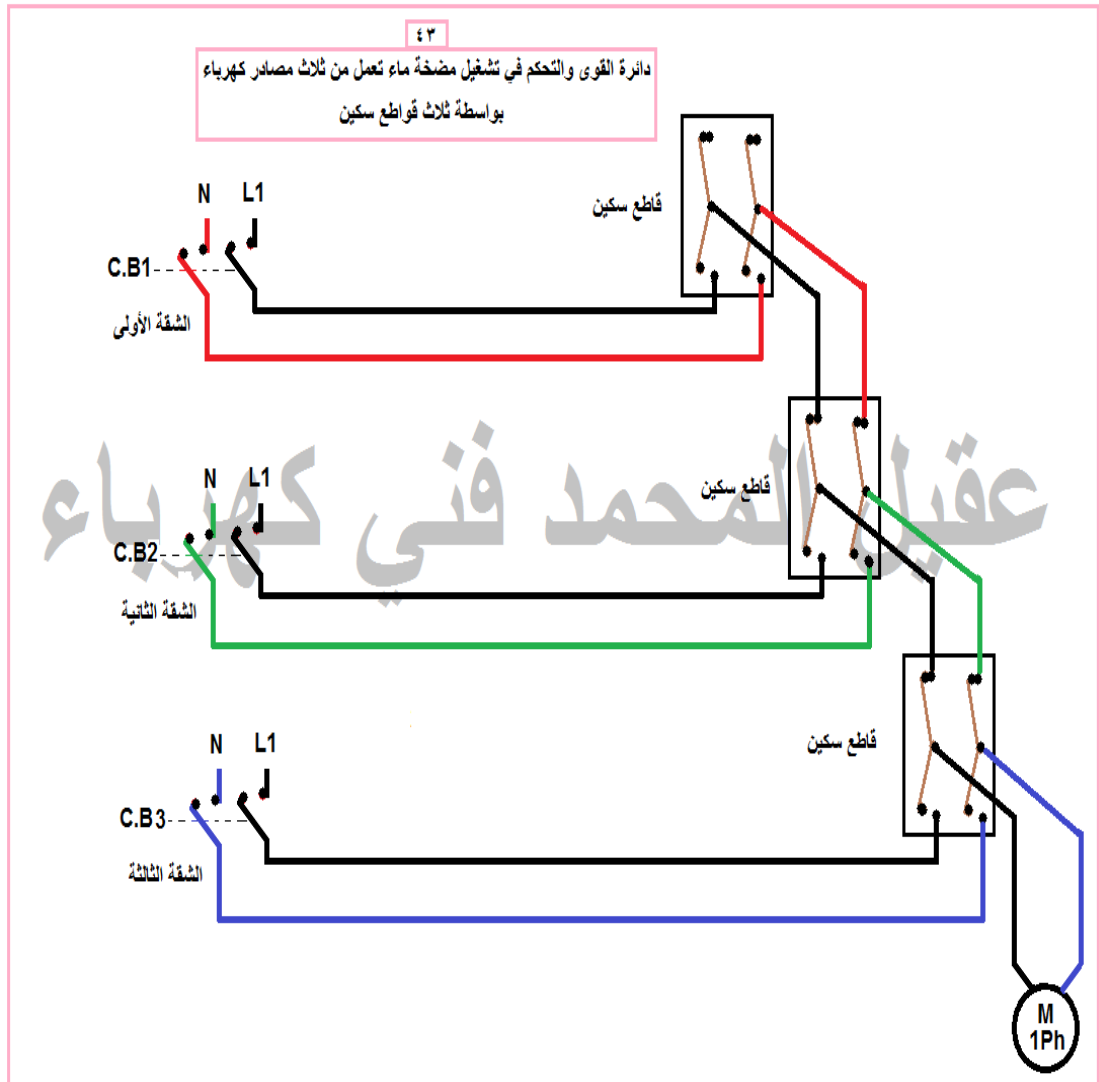 ٤٣
دائرة القوى والتحكم في تشغيل مضخة ماء تعمل من ثلاث مصادر كهرباء
بواسطة ثلاث قواطع سكين
قاطع سكين
N L1
C.B1
الشقة الأولى
عقيل المحمد فني كهرباء
قاطع سكين
N L1
C.B2
الشقة الثانية
قاطع سكين
N L1
C.B3
الشقة الثالثة
M
1Ph